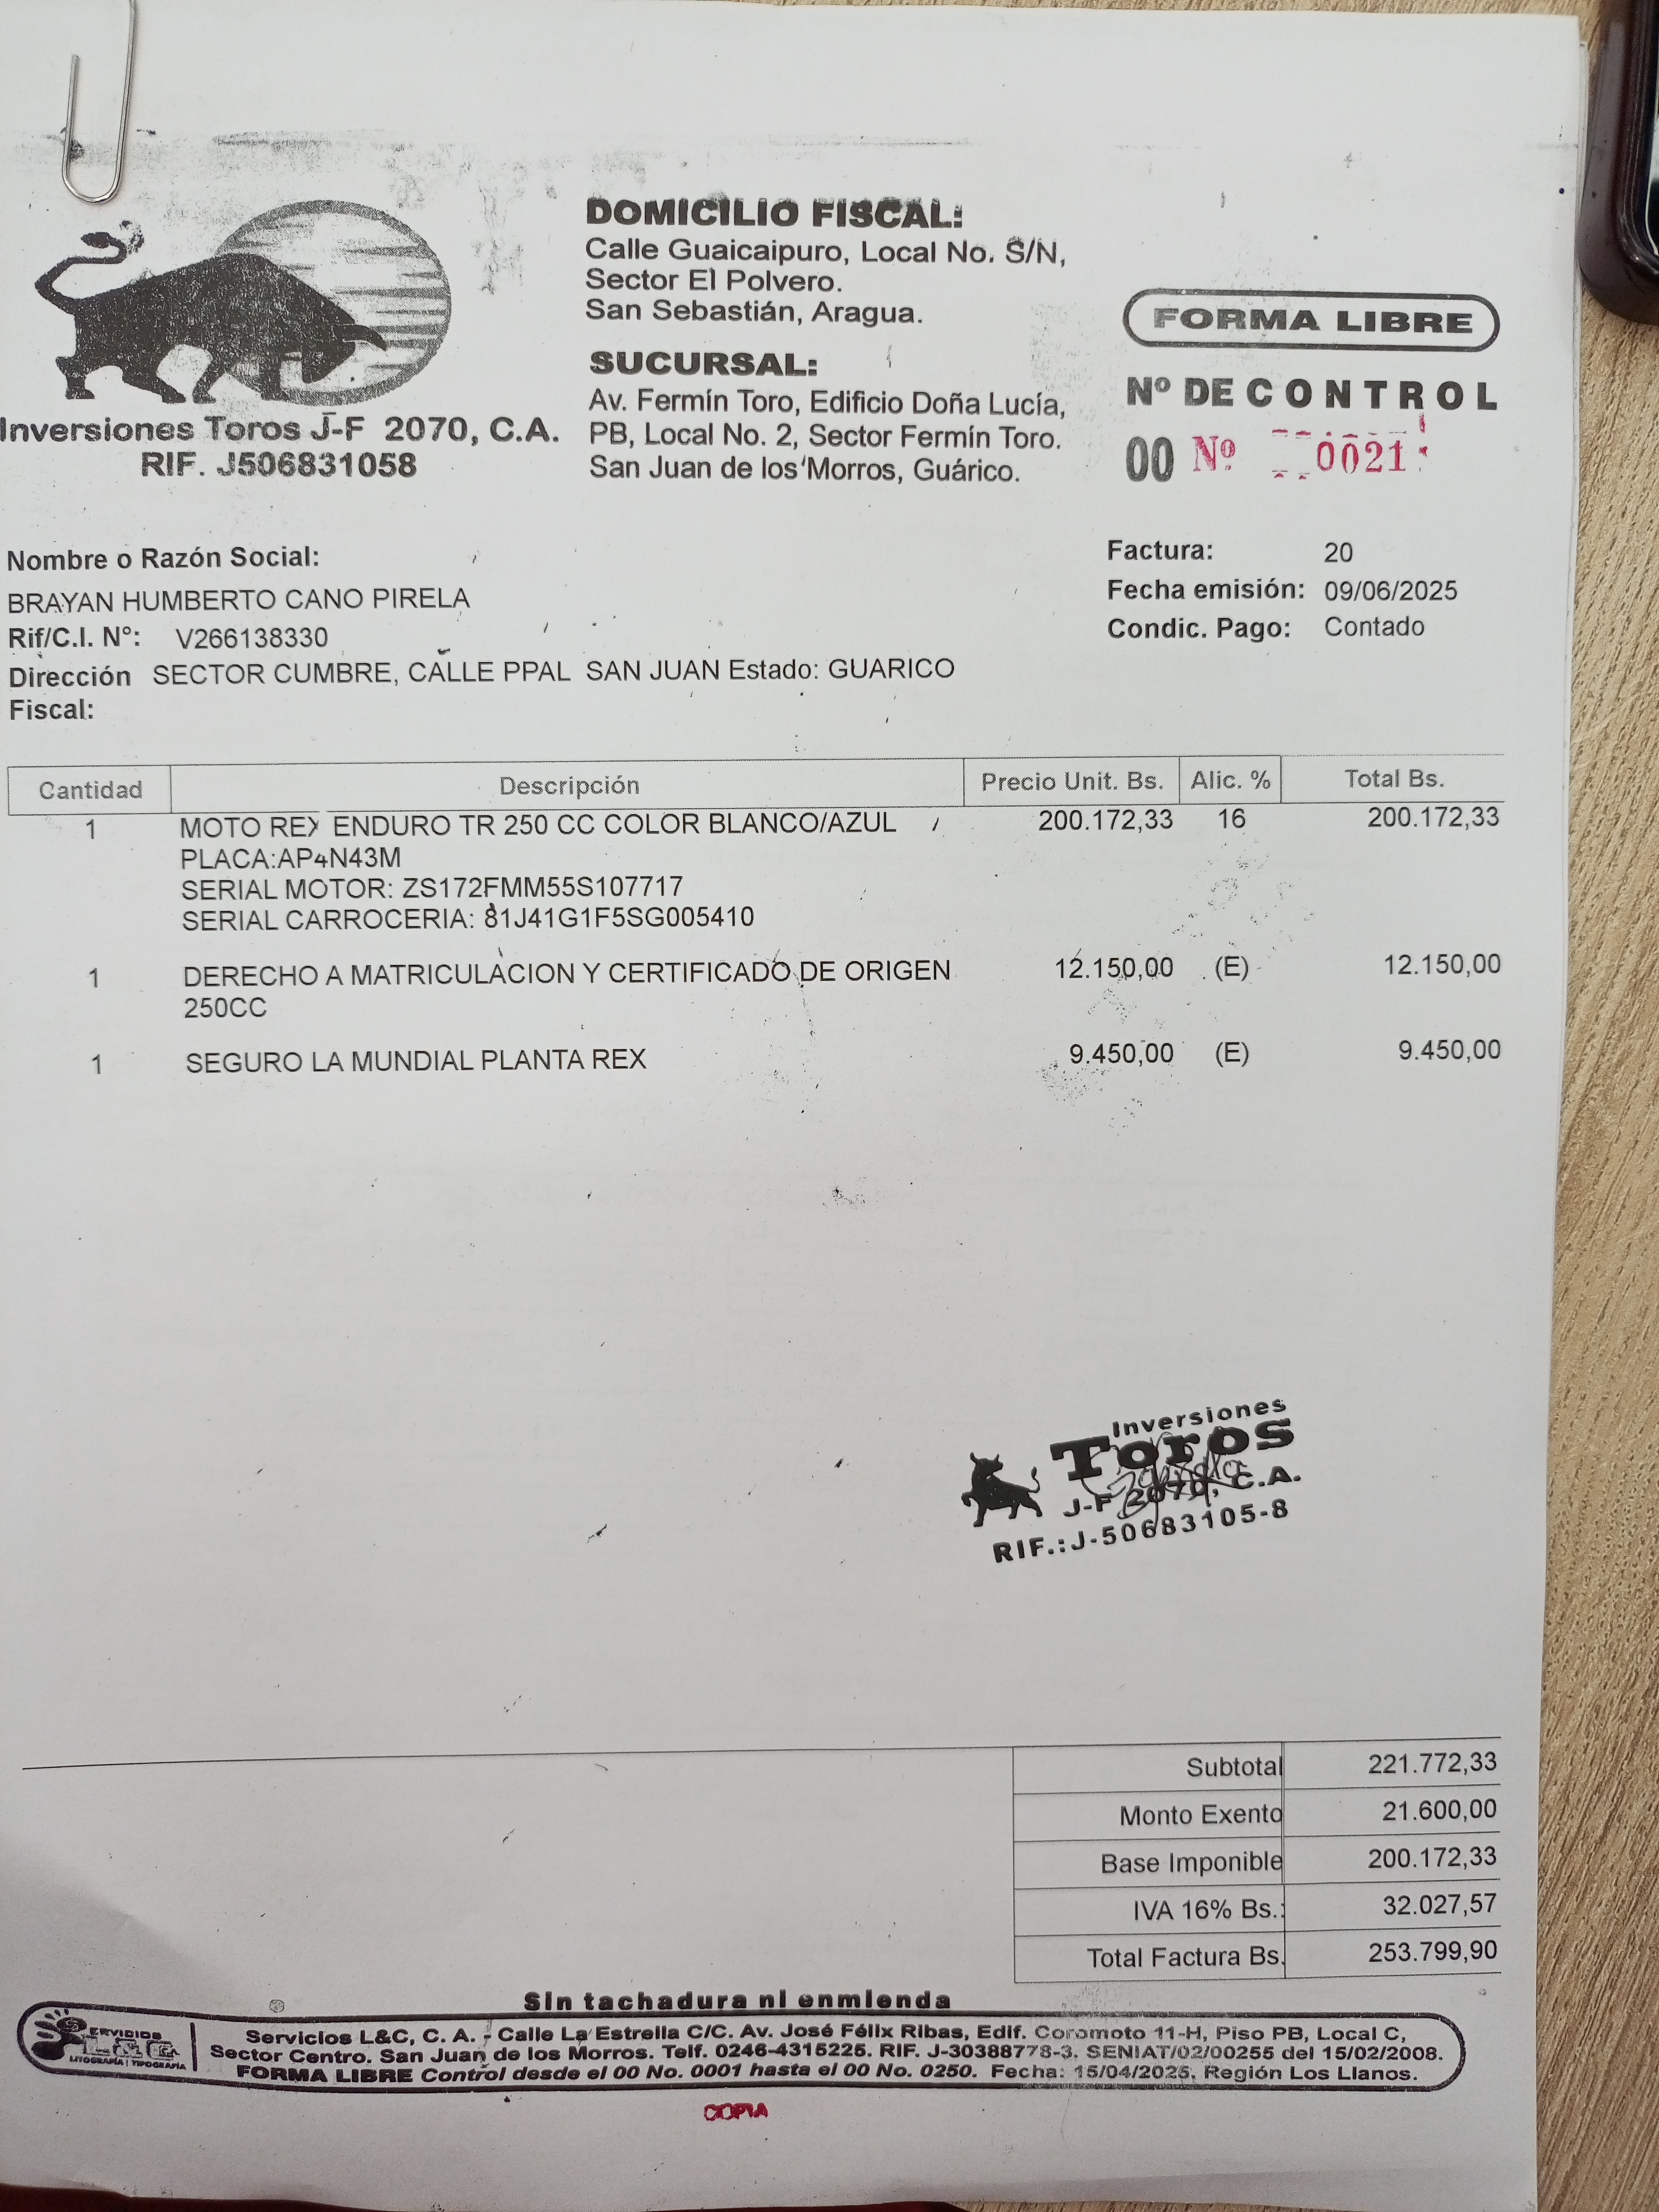 DOMICILIO FISCAL:
Calle Guaicaipuro, Local No. S/N,
Sector El Polvero.
San Sebastián, Aragua.
SUCURSAL:
Av. Fermín Toro, Edificio Doña Lucía,
PB, Local No. 2, Sector Fermín Toro.
San Juan de los Morros, Guárico.
Inversiones Toros J-F 2070, C.A.
RIF. J506831058
FORMA LIBRE
Nº DE CONTROL
00 Nº 0021
Nombre o Razón Social:
BRAYAN HUMBERTO CANO PIRELA
Rif/C.I. N°: V266138330
Dirección Fiscal: SECTOR CUMBRE, CALLE PPAL SAN JUAN Estado: GUARICO
Factura: 20
Fecha emisión: 09/06/2025
Condic. Pago: Contado
Cantidad Descripción Precio Unit. Bs. Alic. % Total Bs.
1 MOTO REX ENDURO TR 250 CC COLOR BLANCO/AZUL 200.172,33 16 200.172,33
PLACA:AP4N43M
SERIAL MOTOR: ZS172FMM55S107717
SERIAL CARROCERIA: 81J41G1F5SG005410
1 DERECHO A MATRICULACION Y CERTIFICADO DE ORIGEN 12.150,00 (E) 12.150,00
250CC
1 SEGURO LA MUNDIAL PLANTA REX 9.450,00 (E) 9.450,00
Inversiones
Toros
J-F 2070, C.A.
RIF.:J-50683105-8
Subtotal 221.772,33
Monto Exento 21.600,00
Base Imponible 200.172,33
IVA 16% Bs.: 32.027,57
Total Factura Bs. 253.799,90
Sin tachadura ni enmienda
LITOGRAFÍA | TIPOGRAFÍA
Servicios L&C, C. A. - Calle La Estrella C/C. Av. José Félix Ribas, Edif. Coromoto 11-H, Piso PB, Local C,
Sector Centro. San Juan de los Morros. Telf. 0246-4315225. RIF. J-30388778-3. SENIAT/02/00255 del 15/02/2008.
FORMA LIBRE Control desde el 00 No. 0001 hasta el 00 No. 0250. Fecha: 15/04/2025. Región Los Llanos.
COPIA